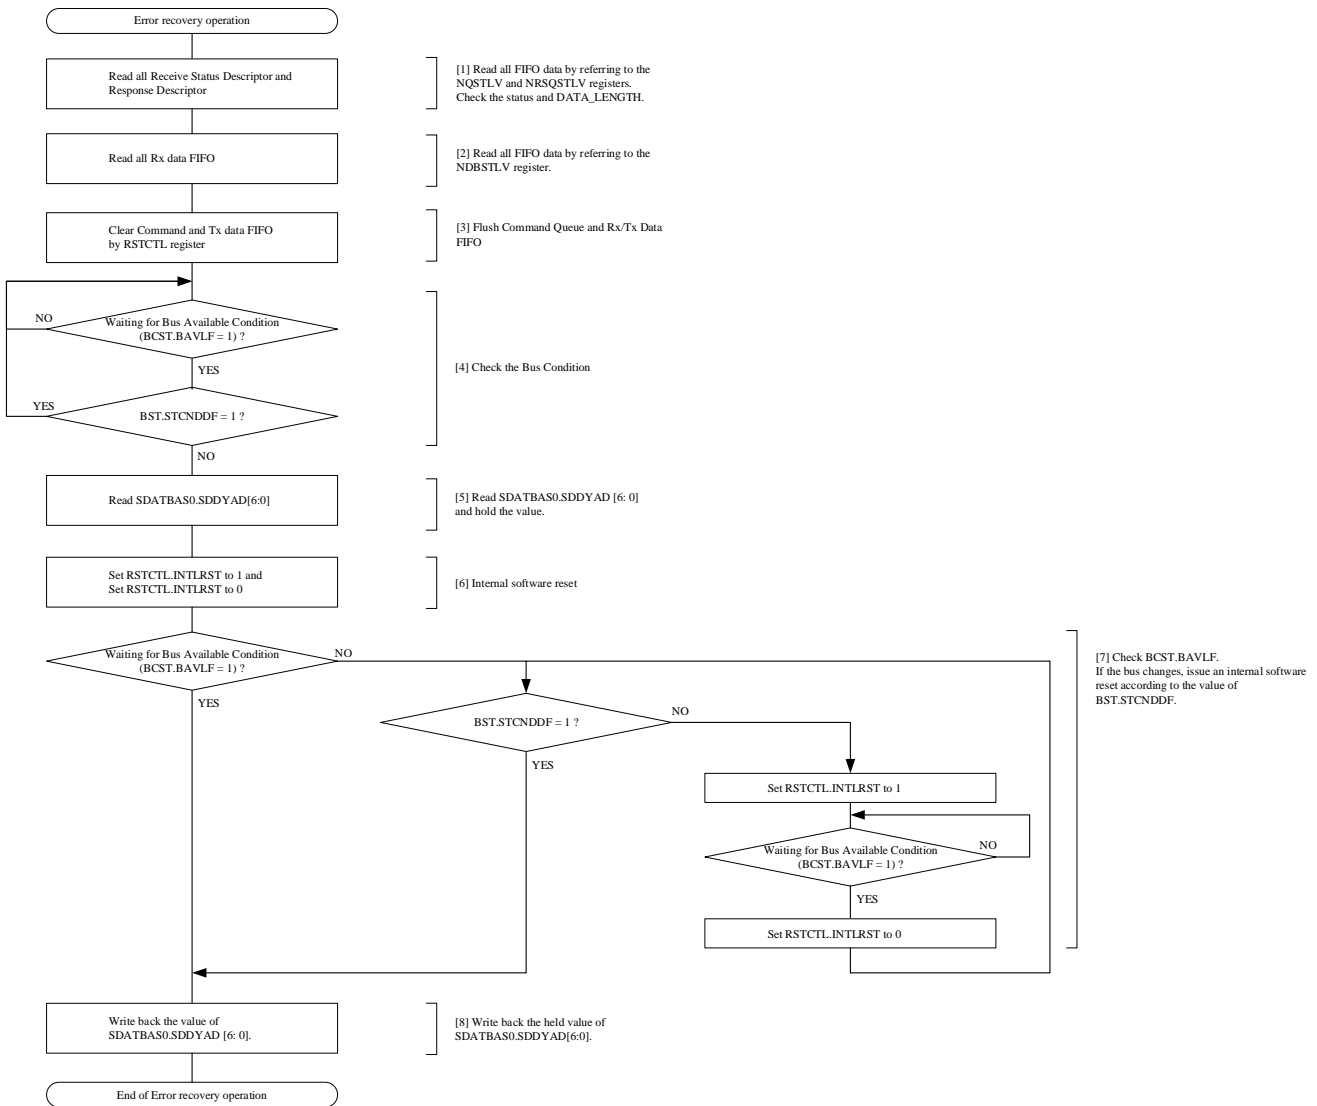 Error recovery operation
Read all Receive Status Descriptor and
Response Descriptor
[1] Read all FIFO data by referring to the
NQSTLV and NRSQSTLV registers.
Check the status and DATA_LENGTH.
Read all Rx data FIFO
[2] Read all FIFO data by referring to the
NDBSTLV register.
Clear Command and Tx data FIFO
by RSTCTL register
[3] Flush Command Queue and Rx/Tx Data
FIFO
NO
Waiting for Bus Available Condition
(BCST.BAVLF = 1) ?
YES
[4] Check the Bus Condition
YES
BST.STCNDDF = 1 ?
NO
Read SDATBAS0.SDDYAD[6:0]
[5] Read SDATBAS0.SDDYAD [6: 0]
and hold the value.
Set RSTCTL.INTLRST to 1 and
Set RSTCTL.INTLRST to 0
[6] Internal software reset
Waiting for Bus Available Condition
(BCST.BAVLF = 1) ?
NO
YES
[7] Check BCST.BAVLF.
If the bus changes, issue an internal software
reset according to the value of
BST.STCNDDF.
BST.STCNDDF = 1 ?
NO
YES
Set RSTCTL.INTLRST to 1
Waiting for Bus Available Condition
(BCST.BAVLF = 1) ?
NO
YES
Set RSTCTL.INTLRST to 0
Write back the value of
SDATBAS0.SDDYAD [6: 0].
[8] Write back the held value of
SDATBAS0.SDDYAD[6:0].
End of Error recovery operation